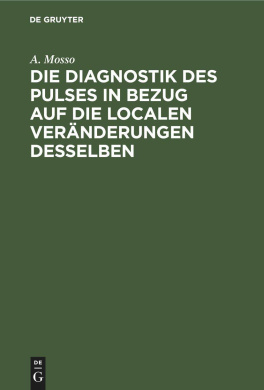 DE GRUYTER
A. Mosso
DIE DIAGNOSTIK DES
PULSES IN BEZUG
AUF DIE LOCALEN
VERÄNDERUNGEN
DESSELBEN
DE
G